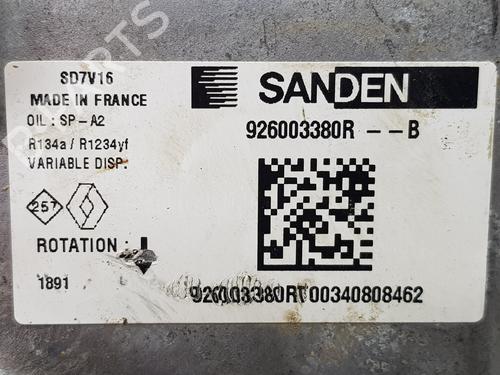 SD7V16
MADE IN FRANCE
OIL : SP-A2
R134a / R1234yf
VARIABLE DISP.
257
ROTATION :
1891
SANDEN
926003380R -- B
926003380RT00340808462